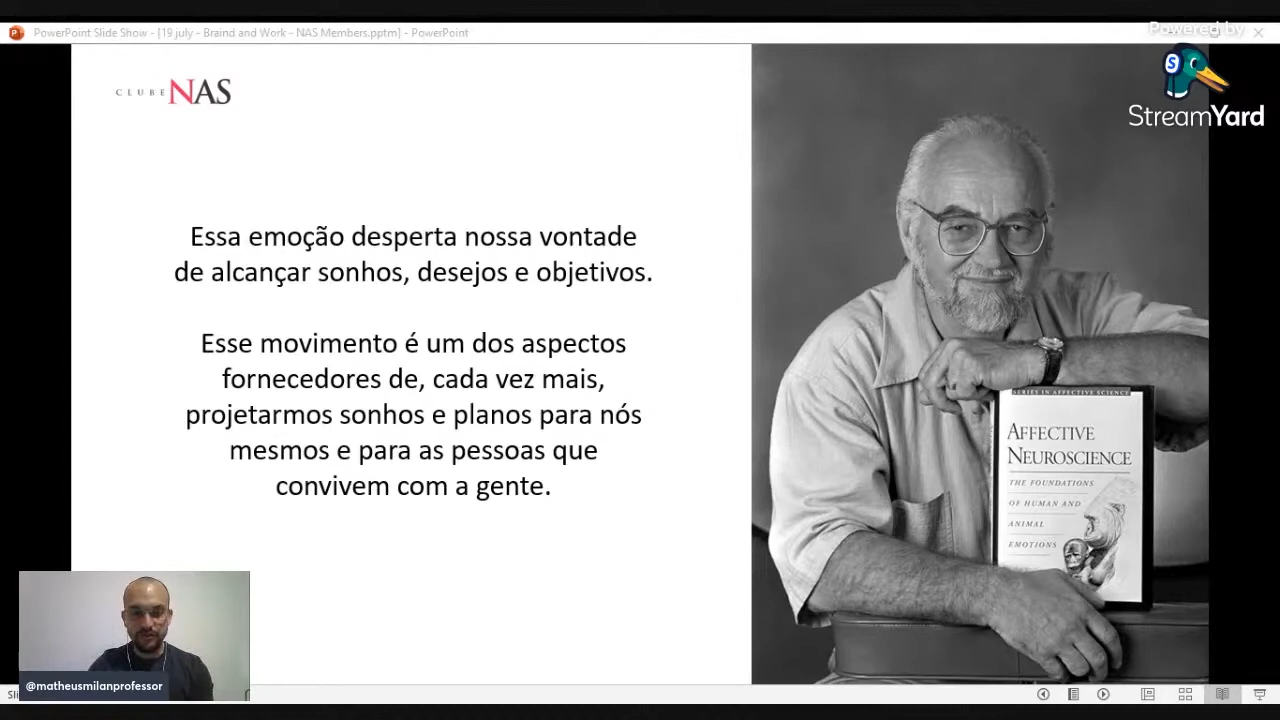 PowerPoint Slide Show - [19 july - Braind and Work - NAS Members.pptm] - PowerPoint
Powered by
StreamYard
CLUBE NAS
Essa emoção desperta nossa vontade
de alcançar sonhos, desejos e objetivos.
Esse movimento é um dos aspectos
fornecedores de, cada vez mais,
projetarmos sonhos e planos para nós
mesmos e para as pessoas que
convivem com a gente.
SERIES IN AFFECTIVE SCIENCE
AFFECTIVE
NEUROSCIENCE
THE FOUNDATIONS
OF HUMAN AND
ANIMAL
EMOTIONS
@matheusmilanprofessor